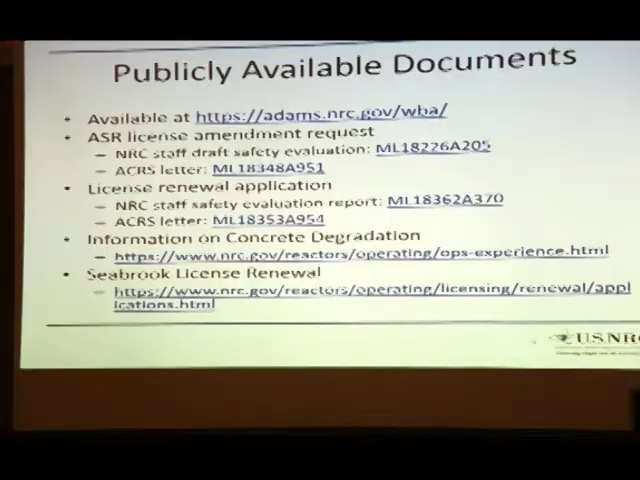 Publicly Available Documents
• Available at https://adams.nrc.gov/wba/
• ASR license amendment request
– NRC staff draft safety evaluation: ML18226A205
– ACRS letter: ML18348A951
• License renewal application
– NRC staff safety evaluation report: ML18362A370
– ACRS letter: ML18353A954
• Information on Concrete Degradation
– https://www.nrc.gov/reactors/operating/ops-experience.html
• Seabrook License Renewal
– https://www.nrc.gov/reactors/operating/licensing/renewal/appl
ications.html
USNRC